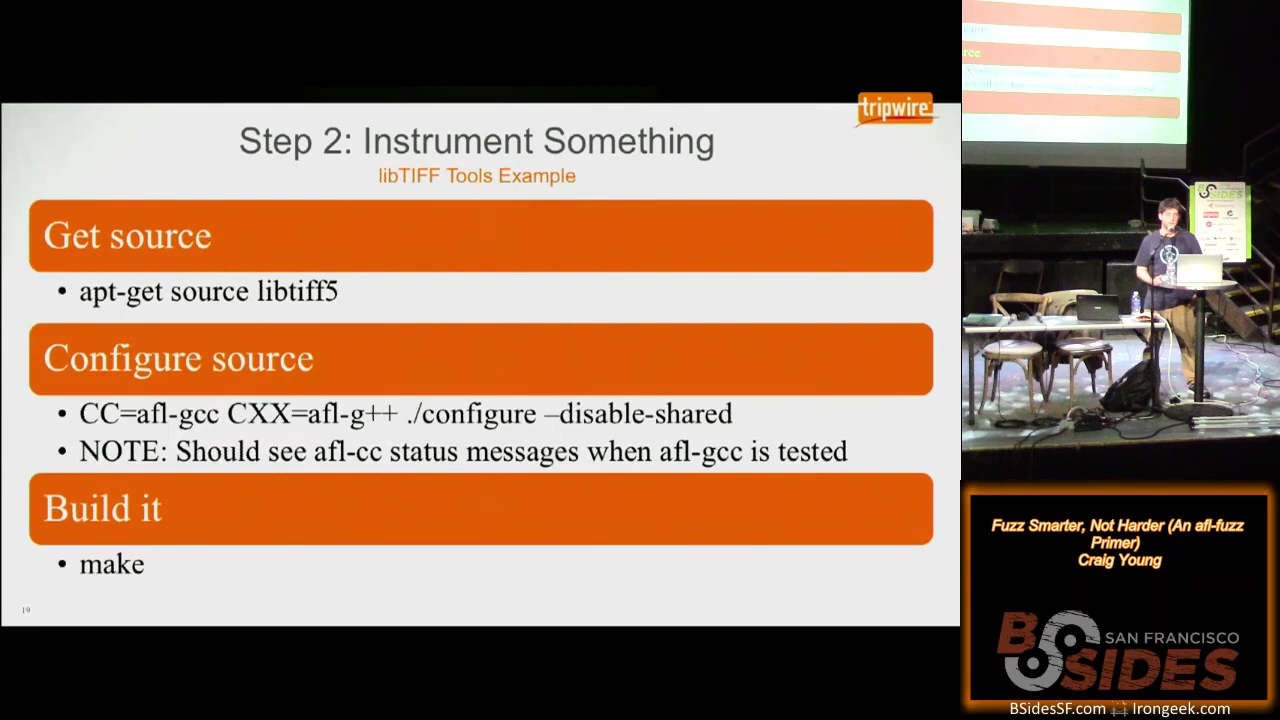 tripwire
Step 2: Instrument Something
libTIFF Tools Example
Get source
• apt-get source libtiff5
Configure source
• CC=afl-gcc CXX=afl-g++ ./configure –disable-shared
• NOTE: Should see afl-cc status messages when afl-gcc is tested
Build it
• make
19
BSIDES
Fuzz Smarter, Not Harder (An afl-fuzz
Primer)
Craig Young
BSIDES
SAN FRANCISCO
BSidesSF.com Irongeek.com